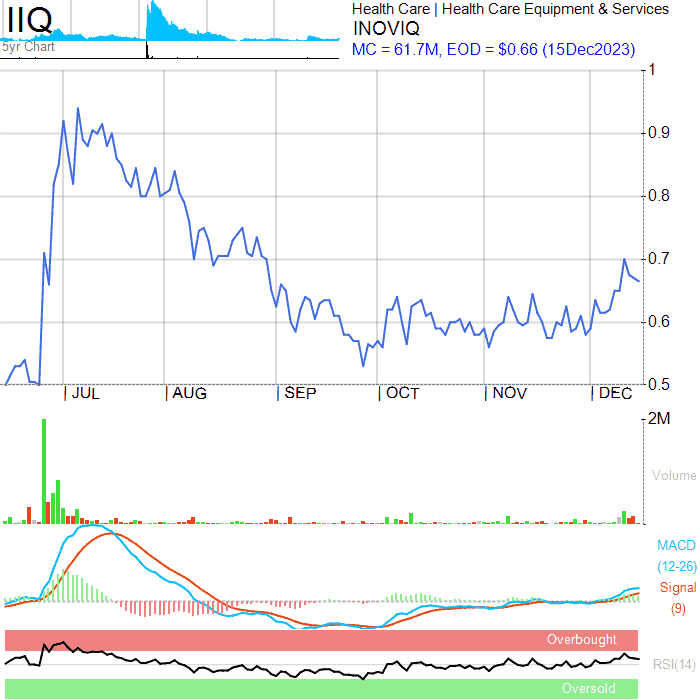 IIQ
5yr Chart
Health Care | Health Care Equipment & Services
INOVIQ
MC = 61.7M, EOD = $0.66 (15Dec2023)
1
0.9
0.8
0.7
0.6
0.5
JUL AUG SEP OCT NOV DEC
2M
Volume
MACD
(12-26)
Signal
(9)
Overbought
RSI(14)
Oversold